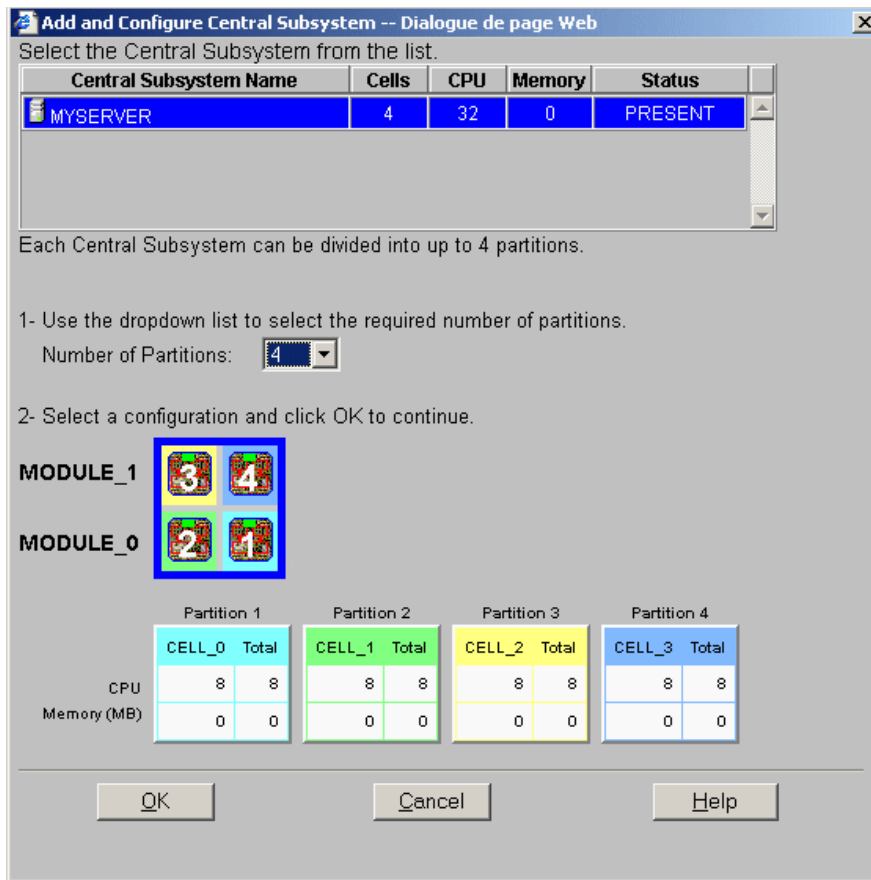 Add and Configure Central Subsystem -- Dialogue de page Web
Select the Central Subsystem from the list.
Central Subsystem Name Cells CPU Memory Status
MYSERVER 4 32 0 PRESENT
Each Central Subsystem can be divided into up to 4 partitions.
1- Use the dropdown list to select the required number of partitions.
Number of Partitions: 4
2- Select a configuration and click OK to continue.
MODULE_1 3 4
MODULE_0 2 1
Partition 1 Partition 2 Partition 3 Partition 4
CELL_0 Total CELL_1 Total CELL_2 Total CELL_3 Total
CPU 8 8 8 8 8 8 8 8
Memory (MB) 0 0 0 0 0 0 0 0
OK Cancel Help